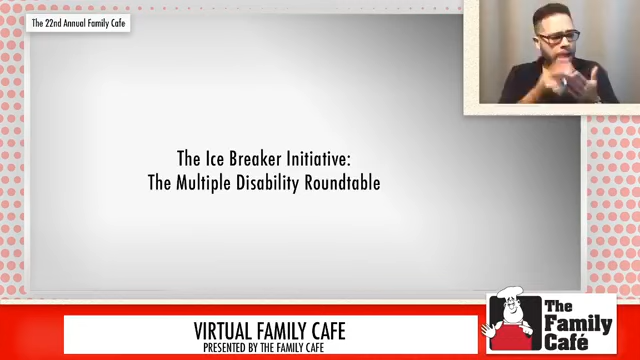 The 22nd Annual Family Cafe
The Ice Breaker Initiative:
The Multiple Disability Roundtable
VIRTUAL FAMILY CAFE
PRESENTED BY THE FAMILY CAFE
The
Family
Café